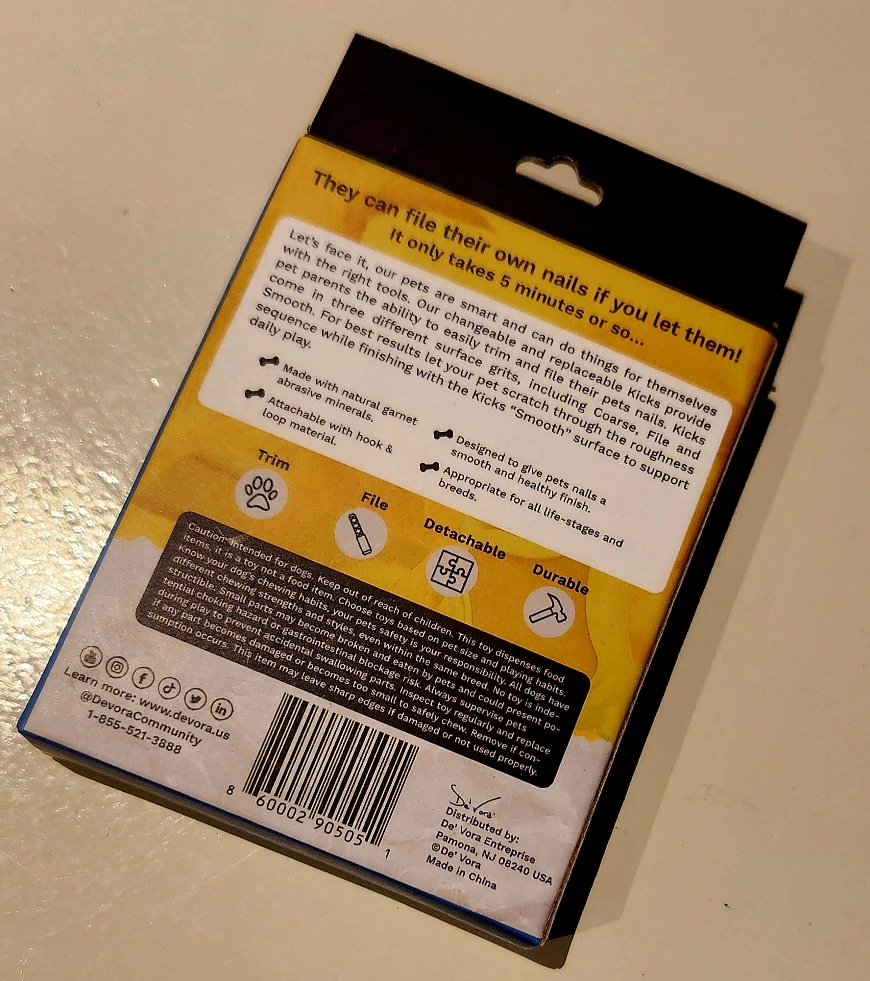 They can file their own nails if you let them!
It only takes 5 minutes or so...
Let's face it, our pets are smart and can do things for themselves
with the right tools. Our changeable and replaceable Kicks provide
pet parents the ability to easily trim and file their pets nails. Kicks
come in three different surface grits, including Coarse, File and
Smooth. For best results let your pet scratch through the roughness
sequence while finishing with the Kicks "Smooth" surface to support
daily play.
Made with natural garnet
abrasive minerals.
Attachable with hook &
loop material.
Designed to give pets nails a
smooth and healthy finish.
Appropriate for all life-stages and
breeds.
Trim
File
Detachable
Durable
Caution: Intended for dogs. Keep out of reach of children. This toy dispenses food
items, it is a toy not a food item. Choose toys based on pet size and playing habits.
Know your dog's chewing habits, your pets safety is your responsibility. All dogs have
different chewing strengths and styles, even within the same breed. No toy is inde-
structible. Small parts may become broken and eaten by pets and could present po-
tential choking hazard or gastrointestinal blockage risk. Always supervise pets
during play to prevent accidental swallowing parts. Inspect toy regularly and replace
if any part becomes damaged or becomes too small to safely chew. Remove if con-
sumption occurs. This item may leave sharp edges if damaged or not used properly.
Learn more: www.devora.us
@DevoraCommunity
1-855-521-3888
8 60002 90505 1
De' Vora
Distributed by:
De' Vora Entreprise
Pamona, NJ 08240 USA
©De' Vora
Made in China